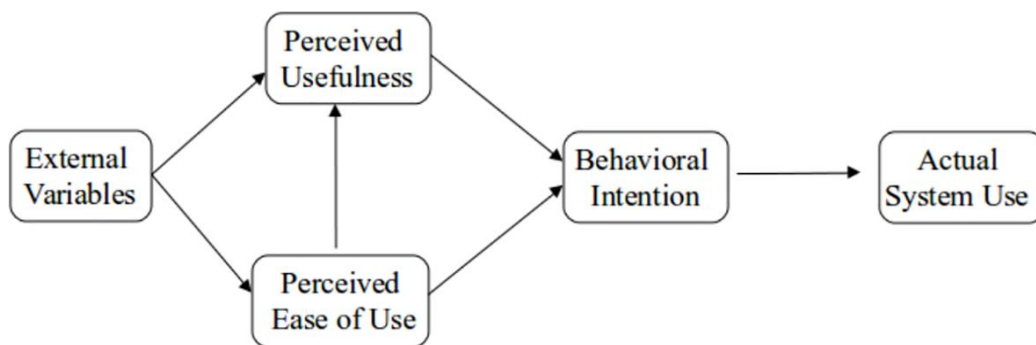 Perceived
Usefulness
External
Variables
Behavioral
Intention
Actual
System Use
Perceived
Ease of Use